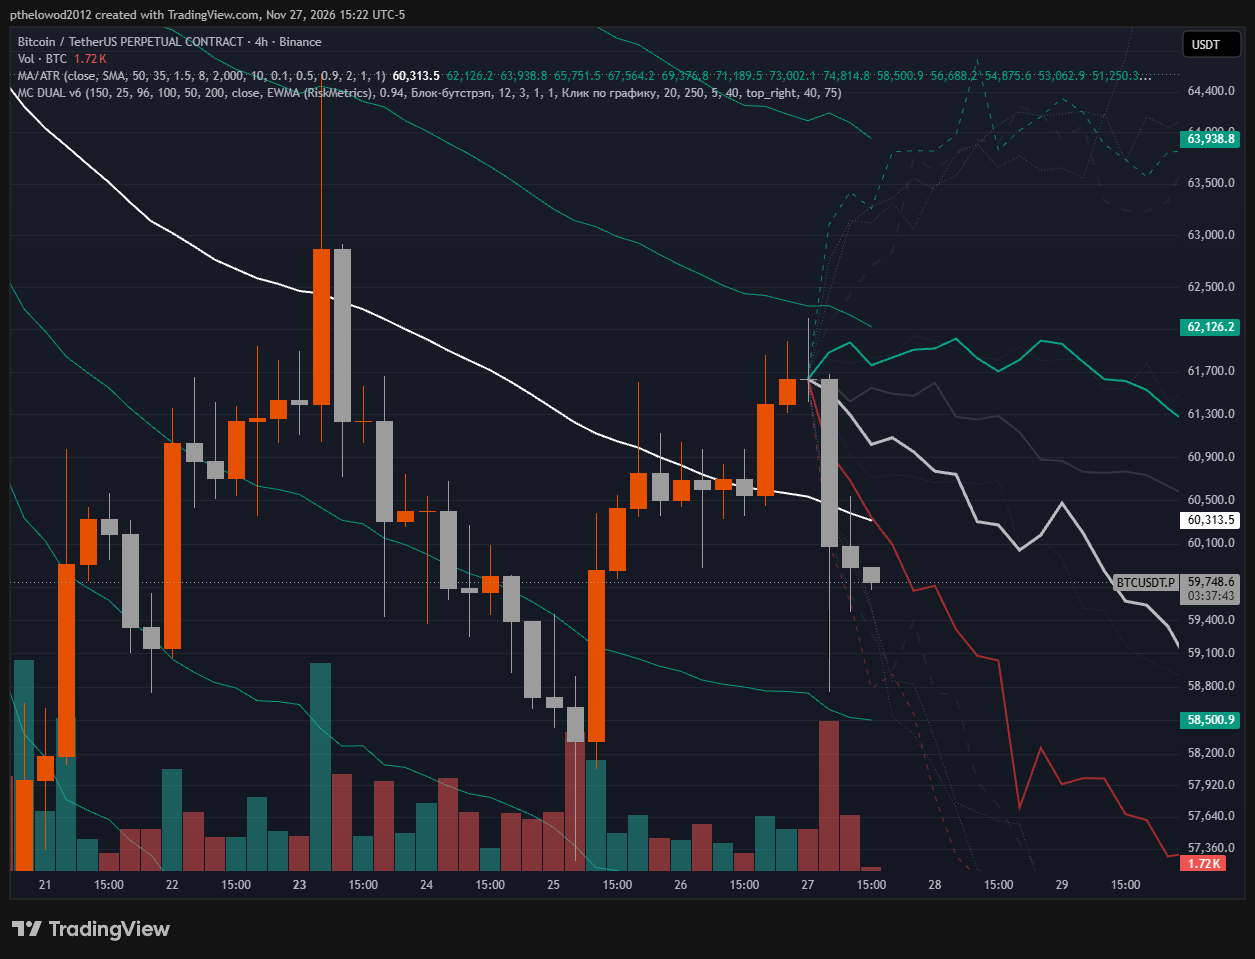 pthelowod2012 created with TradingView.com, Nov 27, 2026 15:22 UTC-5
Bitcoin / TetherUS PERPETUAL CONTRACT · 4h · Binance
USDT
Vol · BTC 1.72 K
MA/ATR (close, SMA, 50, 35, 1.5, 8, 2,000, 10, 0.1, 0.5, 0.9, 2, 1, 1) 60,313.5 62,126.2 63,938.8 65,751.5 67,564.2 69,376.8 71,189.5 73,002.1 74,814.8 58,500.9 56,688.2 54,875.6 53,062.9 51,250.3...
MC DUAL v6 (150, 25, 96, 100, 50, 200, close, EWMA (RiskMetrics), 0.94, Блок-бутстрэп, 12, 3, 1, 1, Клик по графику, 20, 250, 5, 40, top_right, 40, 75)
64,400.0
64,000.0
63,938.8
63,500.0
63,000.0
62,500.0
62,126.2
61,700.0
61,300.0
60,900.0
60,500.0
60,313.5
60,100.0
BTCUSDT.P 59,748.6
03:37:43
59,400.0
59,100.0
58,800.0
58,500.9
58,200.0
57,920.0
57,640.0
57,360.0
1.72 K
21 15:00 22 15:00 23 15:00 24 15:00 25 15:00 26 15:00 27 15:00 28 15:00 29 15:00
TradingView